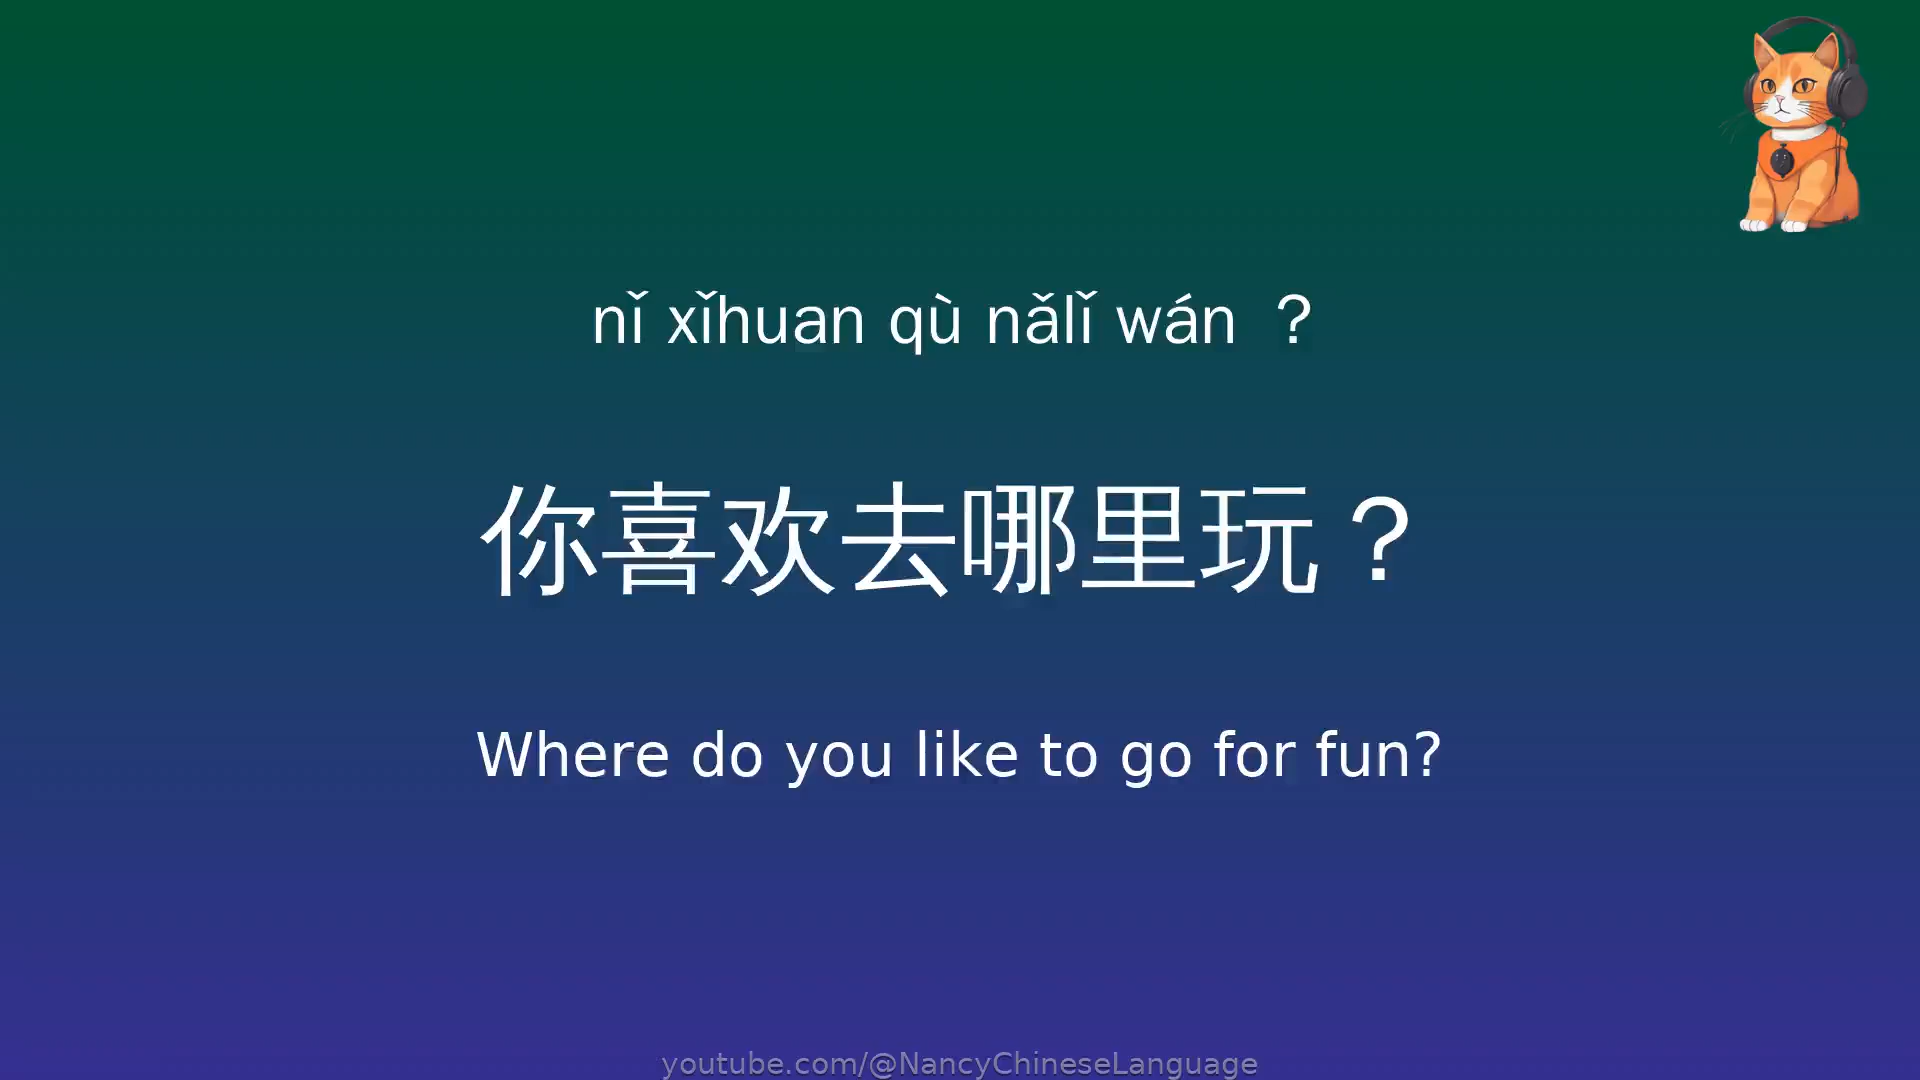 nǐ xǐhuan qù nǎlǐ wán ？
你喜欢去哪里玩？
Where do you like to go for fun?
youtube.com/@NancyChineseLanguage